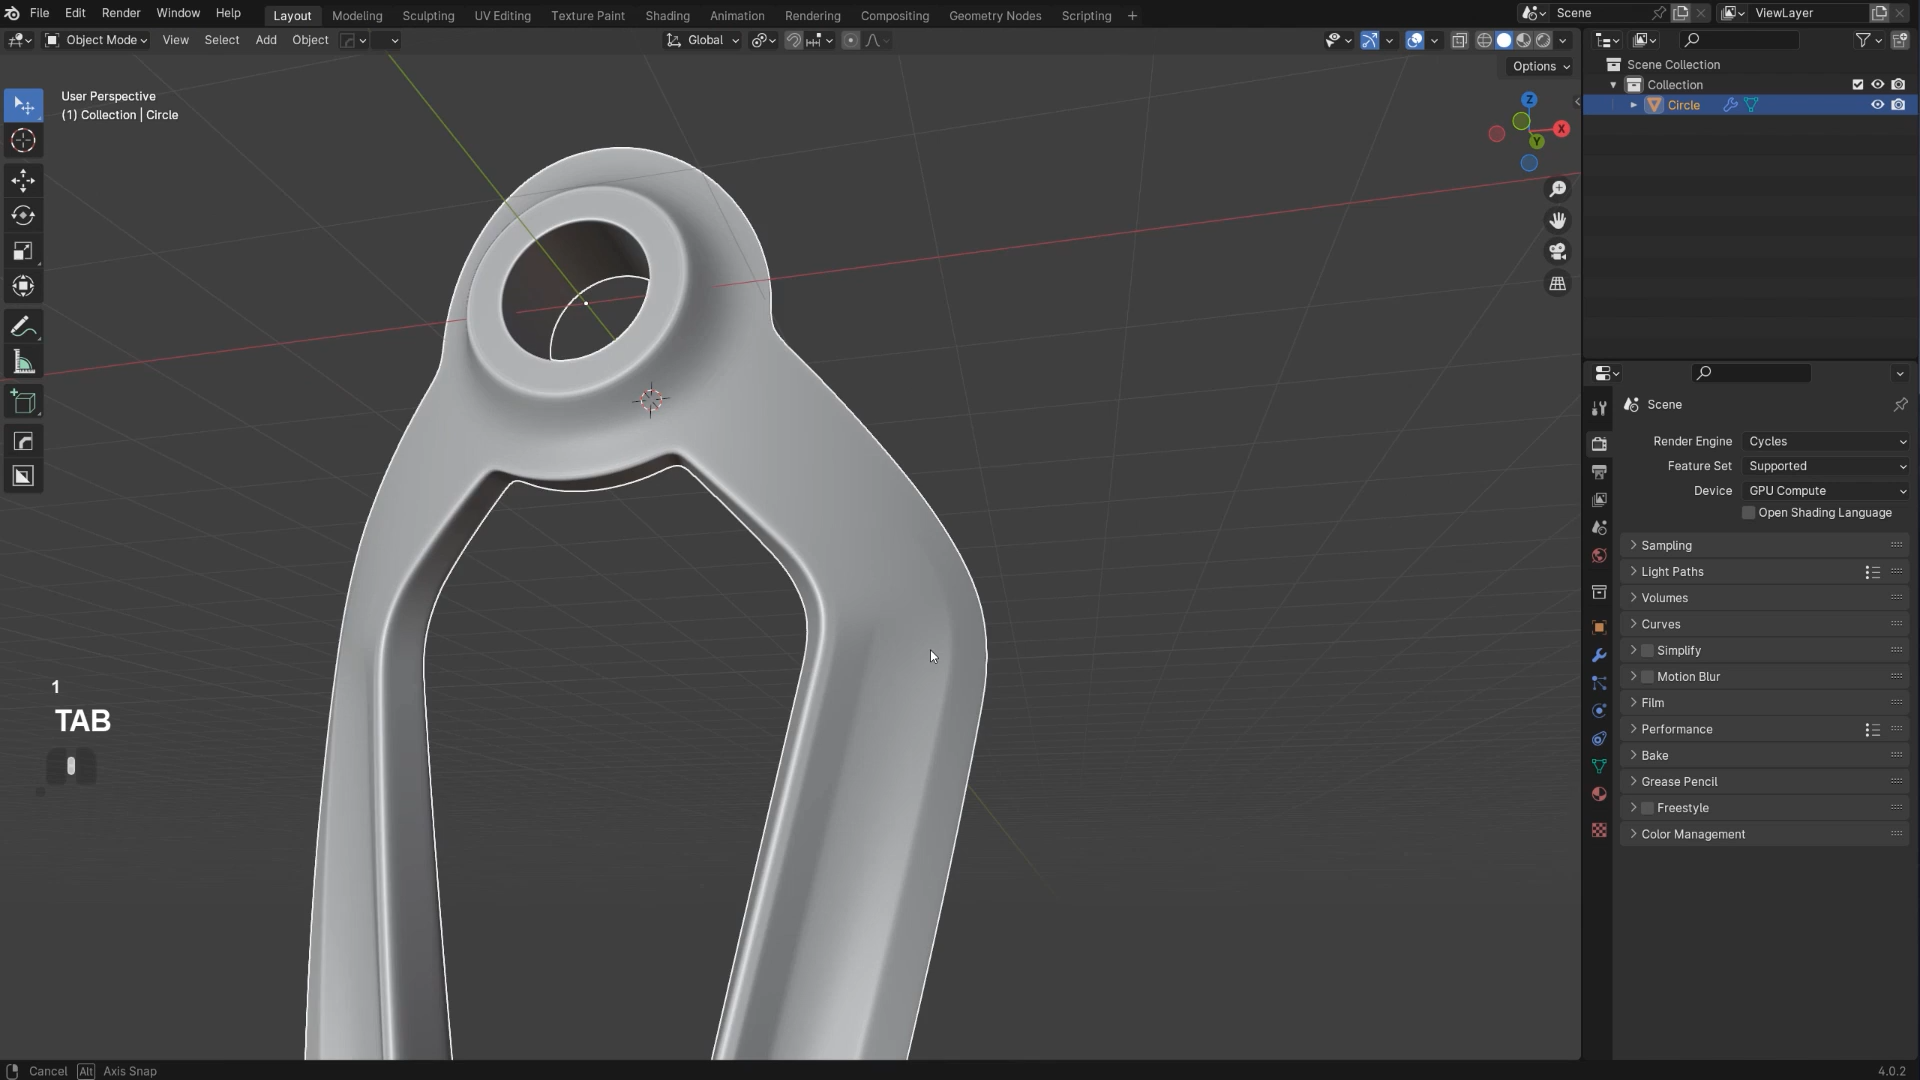 File Edit Render Window Help
Layout Modeling Sculpting UV Editing Texture Paint Shading Animation Rendering Compositing Geometry Nodes Scripting +
Scene
ViewLayer
Object Mode View Select Add Object
Global
Options
User Perspective
(1) Collection | Circle
Z
X
Y
Scene Collection
Collection
Circle
Scene
Render Engine Cycles
Feature Set Supported
Device GPU Compute
Open Shading Language
Sampling
Light Paths
Volumes
Curves
Simplify
Motion Blur
Film
Performance
Bake
Grease Pencil
Freestyle
Color Management
1
TAB
Cancel Alt Axis Snap
4.0.2